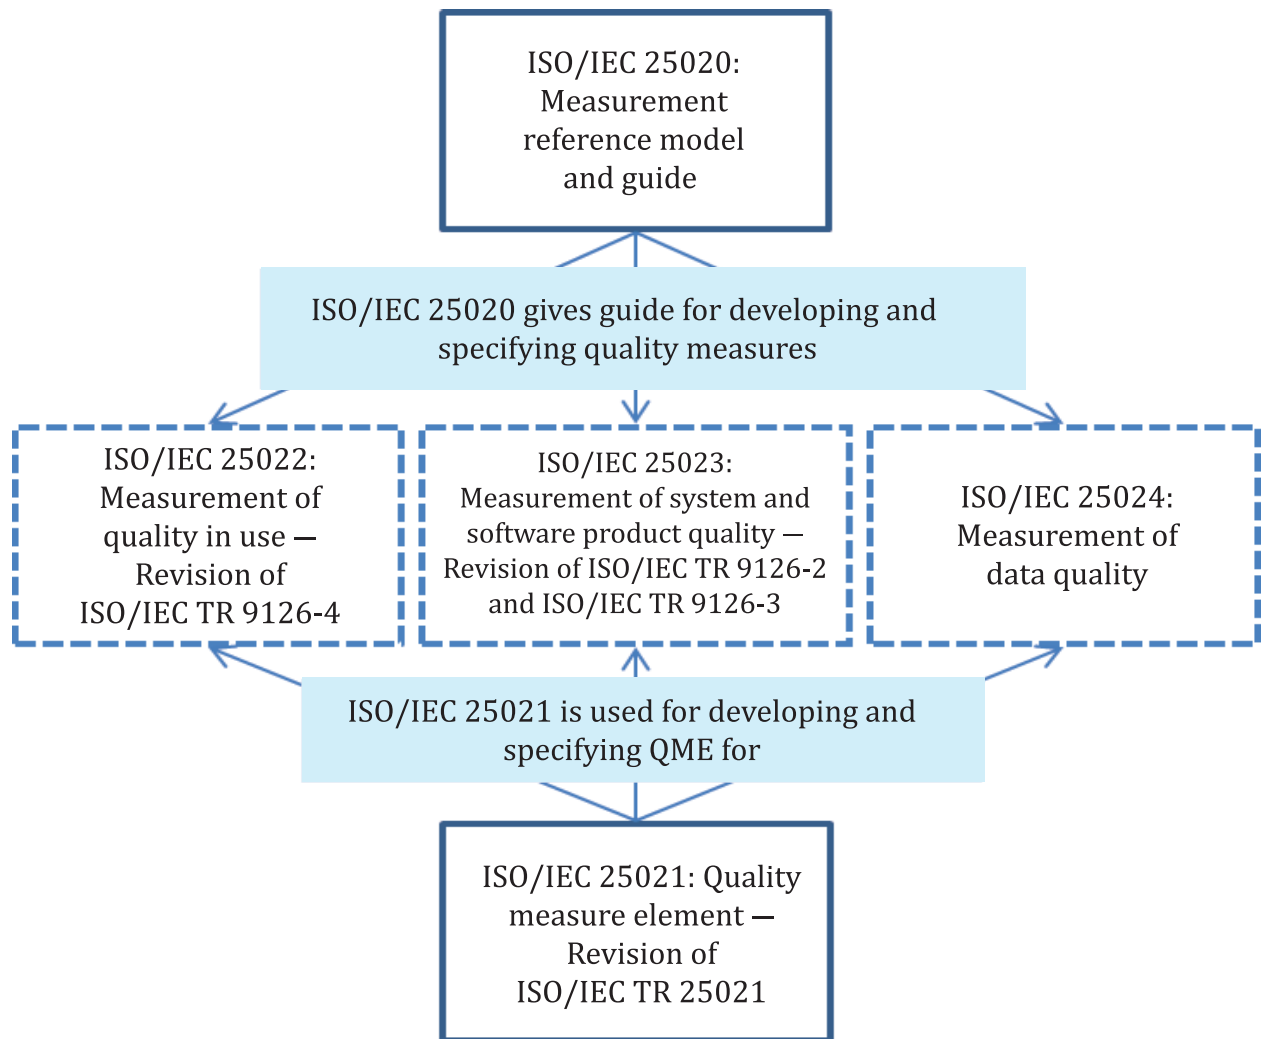 ISO/IEC 25020:
Measurement
reference model
and guide
ISO/IEC 25020 gives guide for developing and
specifying quality measures
ISO/IEC 25022:
Measurement of
quality in use —
Revision of
ISO/IEC TR 9126-4
ISO/IEC 25023:
Measurement of system and
software product quality —
Revision of ISO/IEC TR 9126-2
and ISO/IEC TR 9126-3
ISO/IEC 25024:
Measurement of
data quality
ISO/IEC 25021 is used for developing and
specifying QME for
ISO/IEC 25021: Quality
measure element —
Revision of
ISO/IEC TR 25021